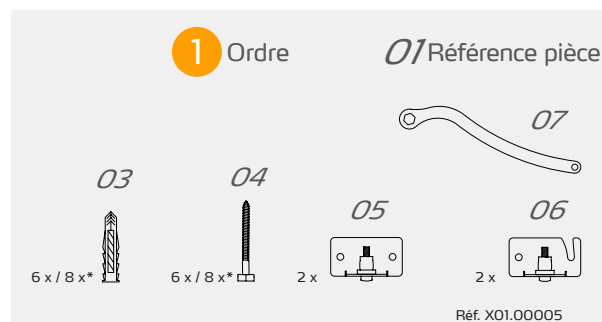 1 Ordre
01 Référence pièce
07
03
04
05
06
6 x / 8 x*
6 x / 8 x*
2 x
2 x
Réf. X01.00005